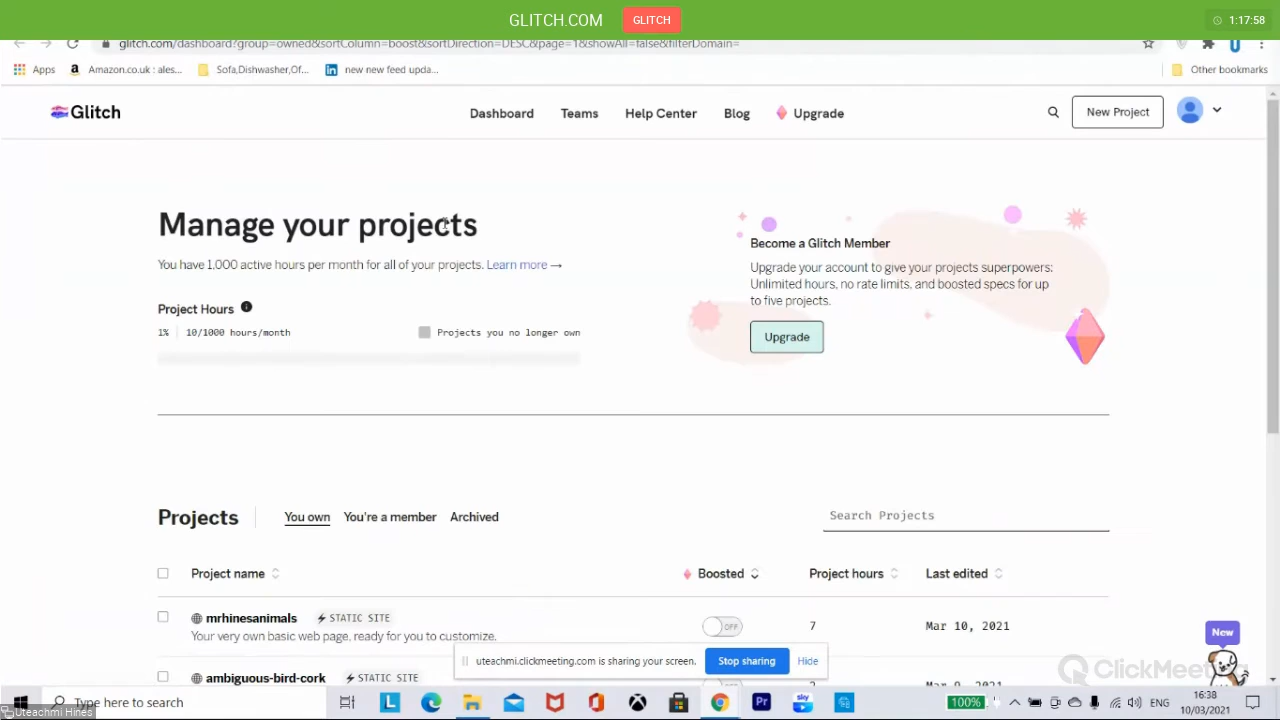 GLITCH.COM GLITCH 1:17:58
glitch.com/dashboard?group=owned&sortColumn=boost&sortDirection=DESC&page=1&showAll=false&filterDomain=
Apps Amazon.co.uk : ales... Sofa,Dishwasher,Of... new new feed upda... Other bookmarks
Glitch Dashboard Teams Help Center Blog Upgrade New Project
Manage your projects
You have 1,000 active hours per month for all of your projects. Learn more →
Project Hours
1% 10/1000 hours/month Projects you no longer own
Become a Glitch Member
Upgrade your account to give your projects superpowers:
Unlimited hours, no rate limits, and boosted specs for up
to five projects.
Upgrade
Projects You own You're a member Archived Search Projects
Project name Boosted Project hours Last edited
mrhinesanimals STATIC SITE OFF 7 Mar 10, 2021
Your very own basic web page, ready for you to customize.
New
uteachmi.clickmeeting.com is sharing your screen. Stop sharing Hide
ambiguous-bird-cork STATIC SITE
ClickMeeting
Type here to search 100% ENG 16:38
10/03/2021
Uteachmi Hines